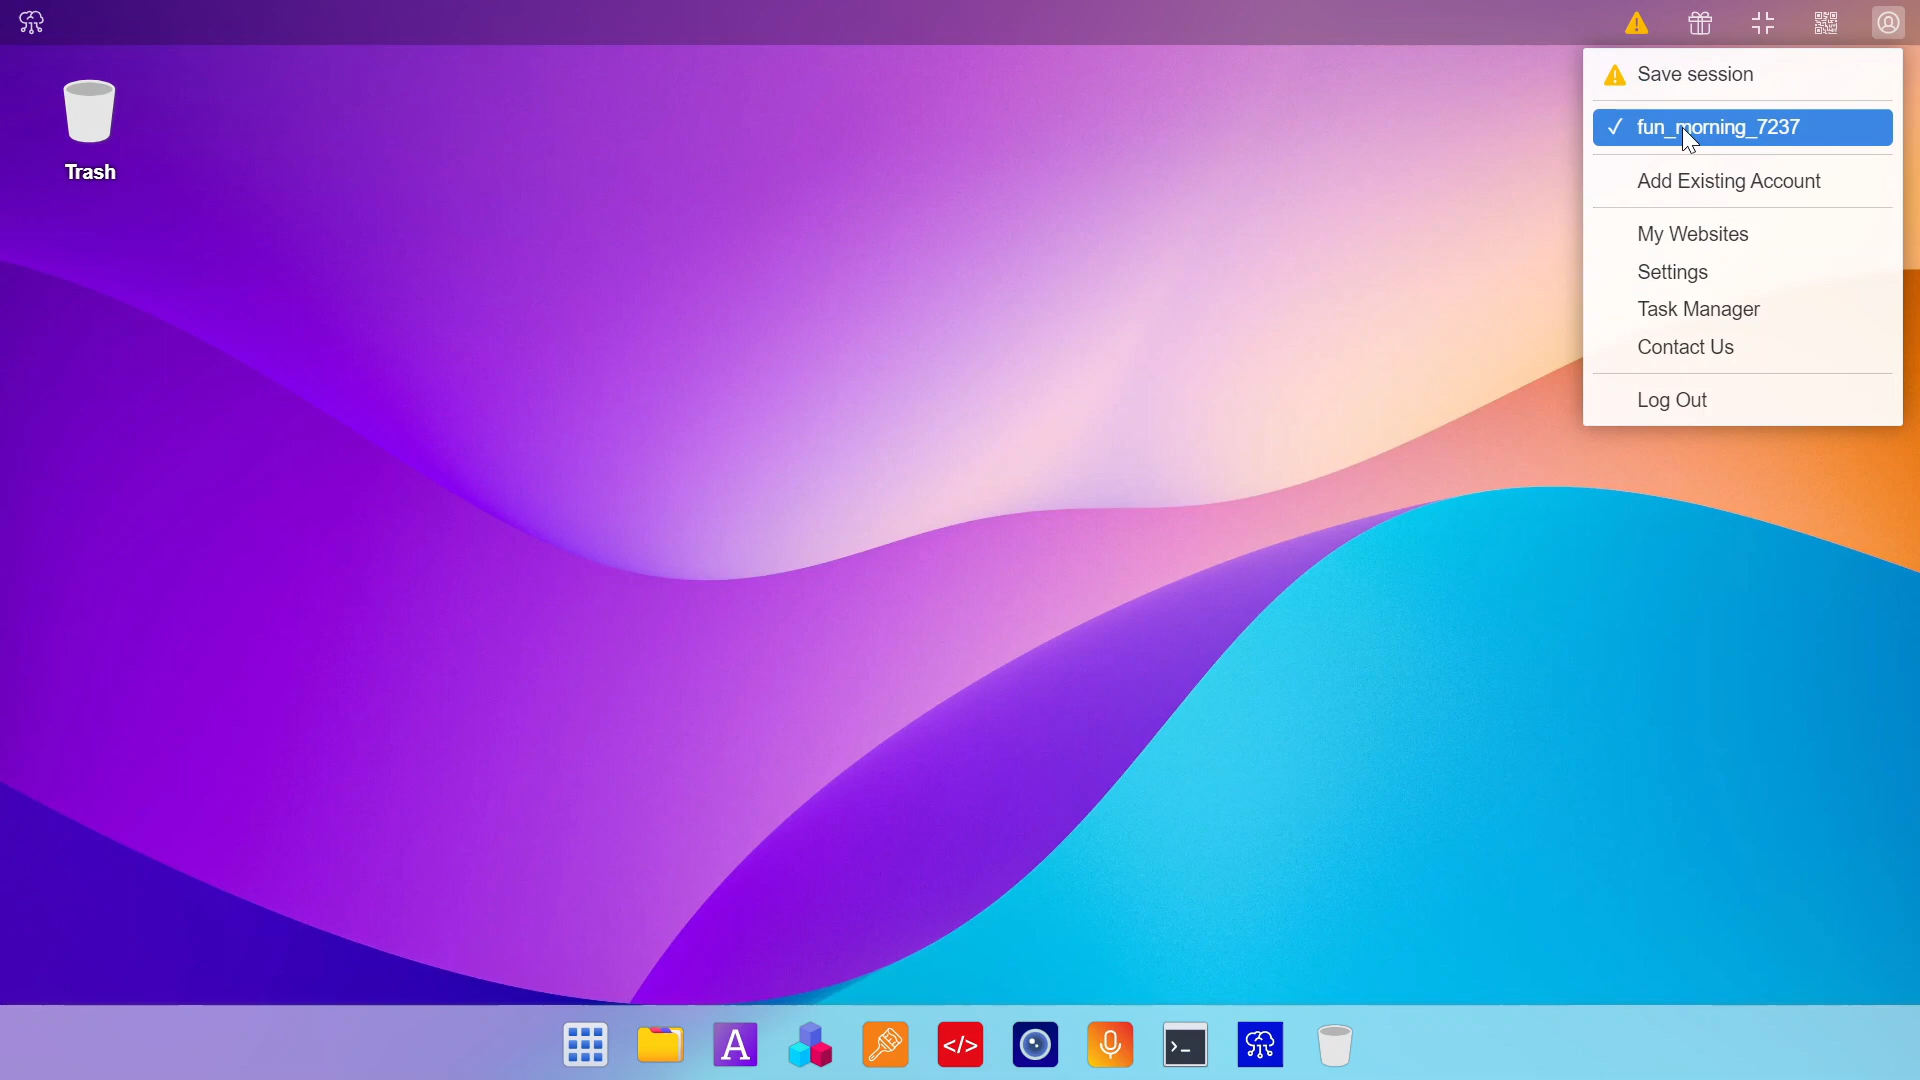 Save session
✓ fun_morning_7237
Add Existing Account
My Websites
Settings
Task Manager
Contact Us
Log Out
Trash
A
</>
>_